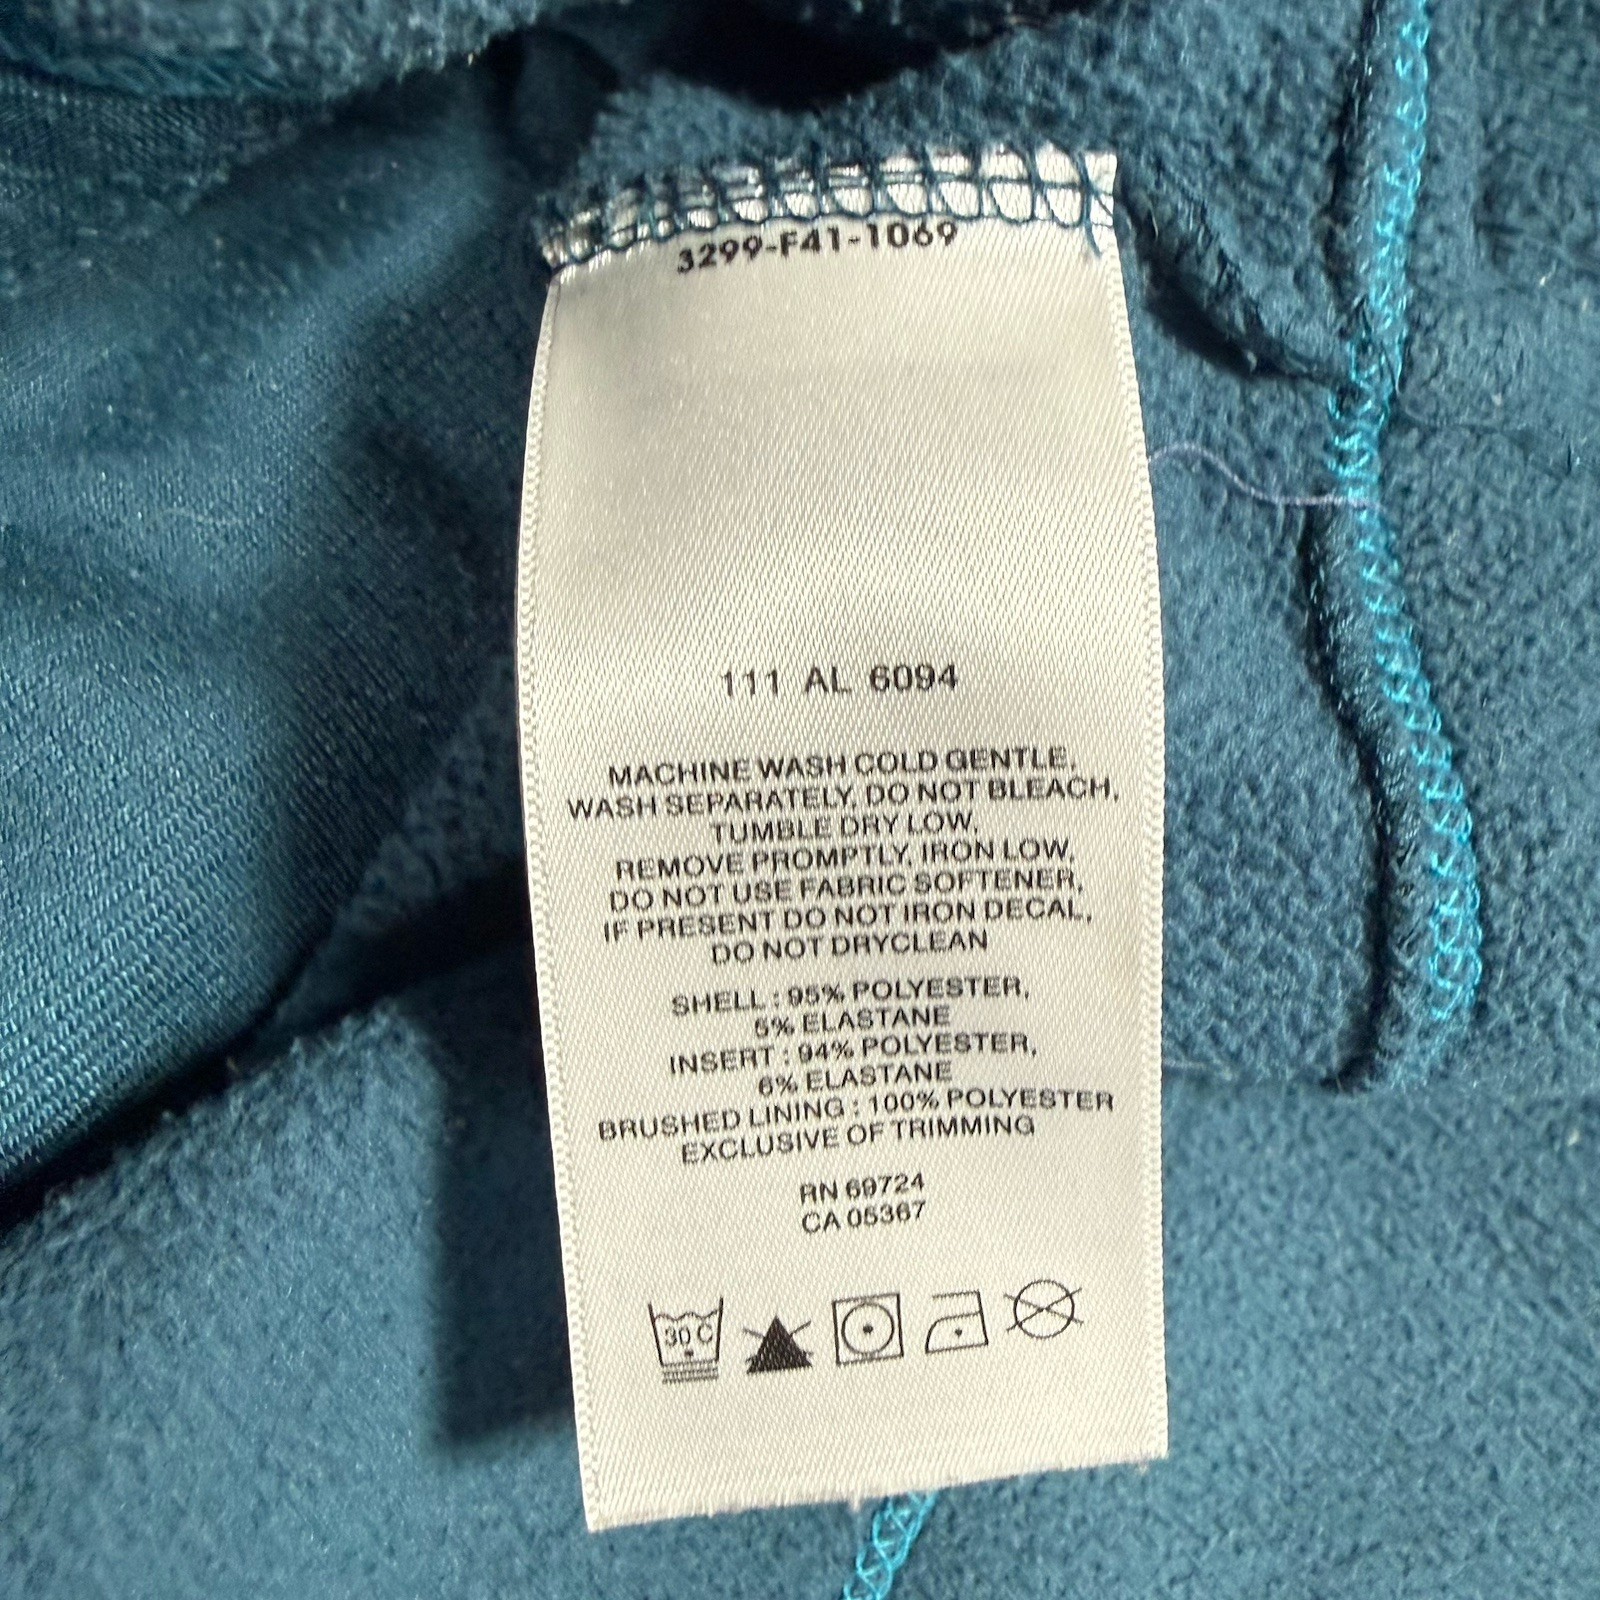 3299-F41-1069
111 AL 6094
MACHINE WASH COLD GENTLE,
WASH SEPARATELY, DO NOT BLEACH,
TUMBLE DRY LOW,
REMOVE PROMPTLY, IRON LOW,
DO NOT USE FABRIC SOFTENER,
IF PRESENT DO NOT IRON DECAL,
DO NOT DRYCLEAN
SHELL : 95% POLYESTER,
5% ELASTANE
INSERT : 94% POLYESTER,
6% ELASTANE
BRUSHED LINING : 100% POLYESTER
EXCLUSIVE OF TRIMMING
RN 69724
CA 05367
30 C